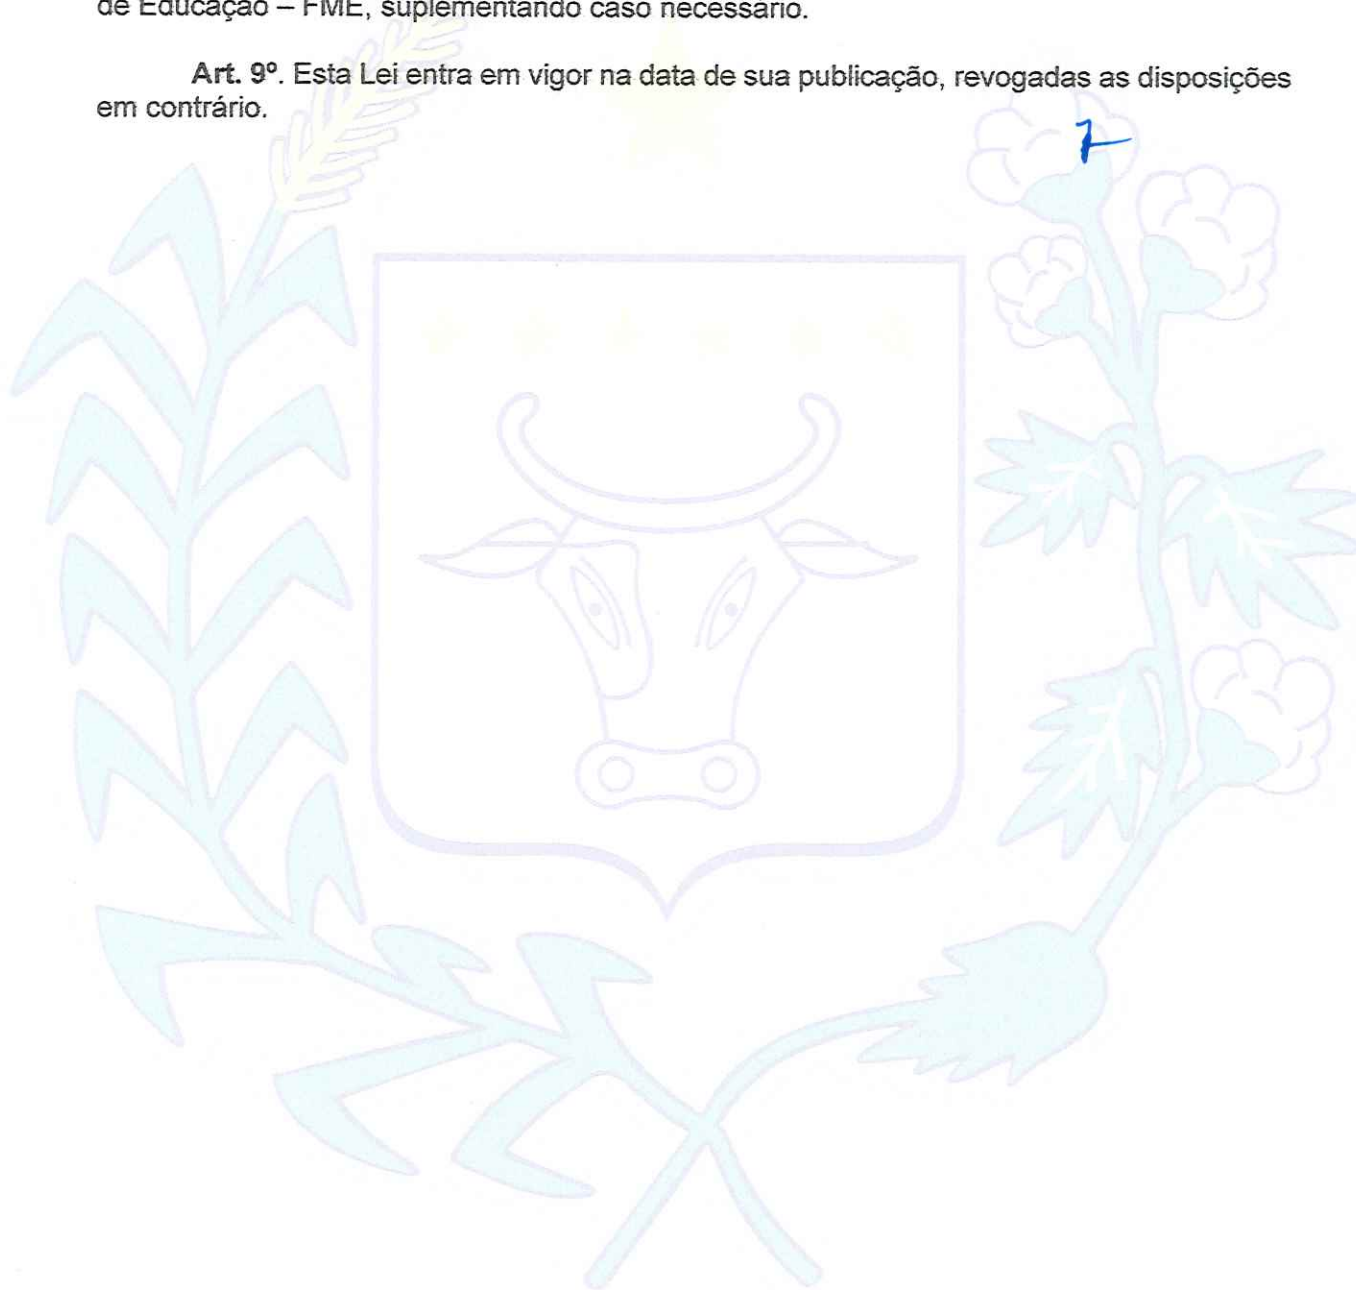 de Educação – FME, suplementando caso necessário.
Art. 9º. Esta Lei entra em vigor na data de sua publicação, revogadas as disposições
em contrário.